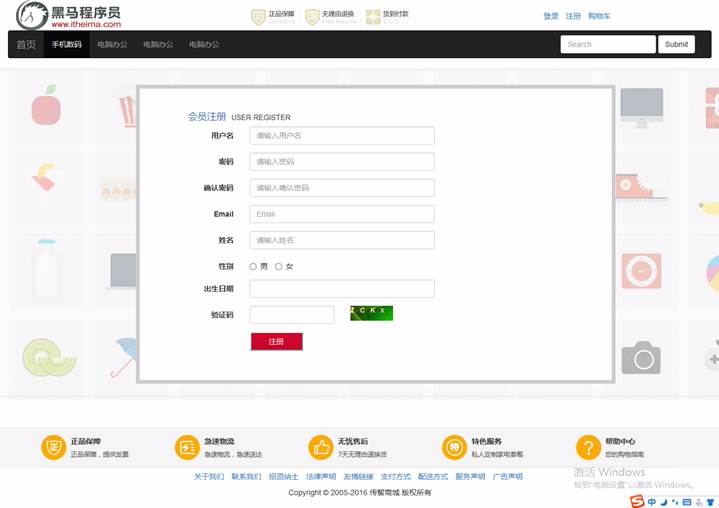 黑马程序员
www.itheima.com
正品保障
Genuine
无理由退换
Free Returns
货到付款
C.O.D
登录 注册 购物车
首页 手机数码 电脑办公 电脑办公 电脑办公
Search Submit
会员注册 USER REGISTER
用户名 请输入用户名
密码 请输入密码
确认密码 请输入确认密码
Email Email
姓名 请输入姓名
性别 男 女
出生日期
验证码 ZCKX
注册
正 正品保障
正品保障，提供发票
急速物流
急速物流，急速送达
无忧售后
7天无理由退换货
特 特色服务
私人定制家电套餐
? 帮助中心
您的购物指南
关于我们 联系我们 招贤纳士 法律声明 友情链接 支付方式 配送方式 服务声明 广告声明
Copyright © 2005-2016 传智商城 版权所有
激活 Windows
转到"电脑设置"以激活 Windows。
S 中